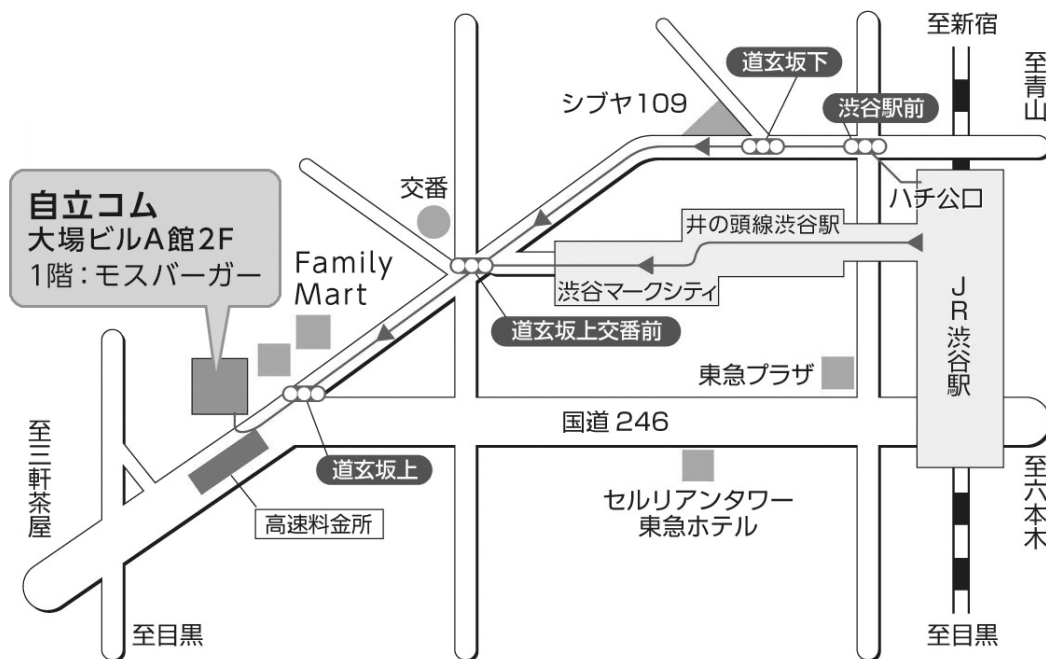 至新宿
至青山
道玄坂下
シブヤ109
渋谷駅前
ハチ公口
自立コム
大場ビルA館2F
1階：モスバーガー
交番
Family
Mart
井の頭線渋谷駅
渋谷マークシティ
JR渋谷駅
道玄坂上交番前
東急プラザ
国道246
至三軒茶屋
道玄坂上
高速料金所
セルリアンタワー
東急ホテル
至六本木
至目黒
至目黒